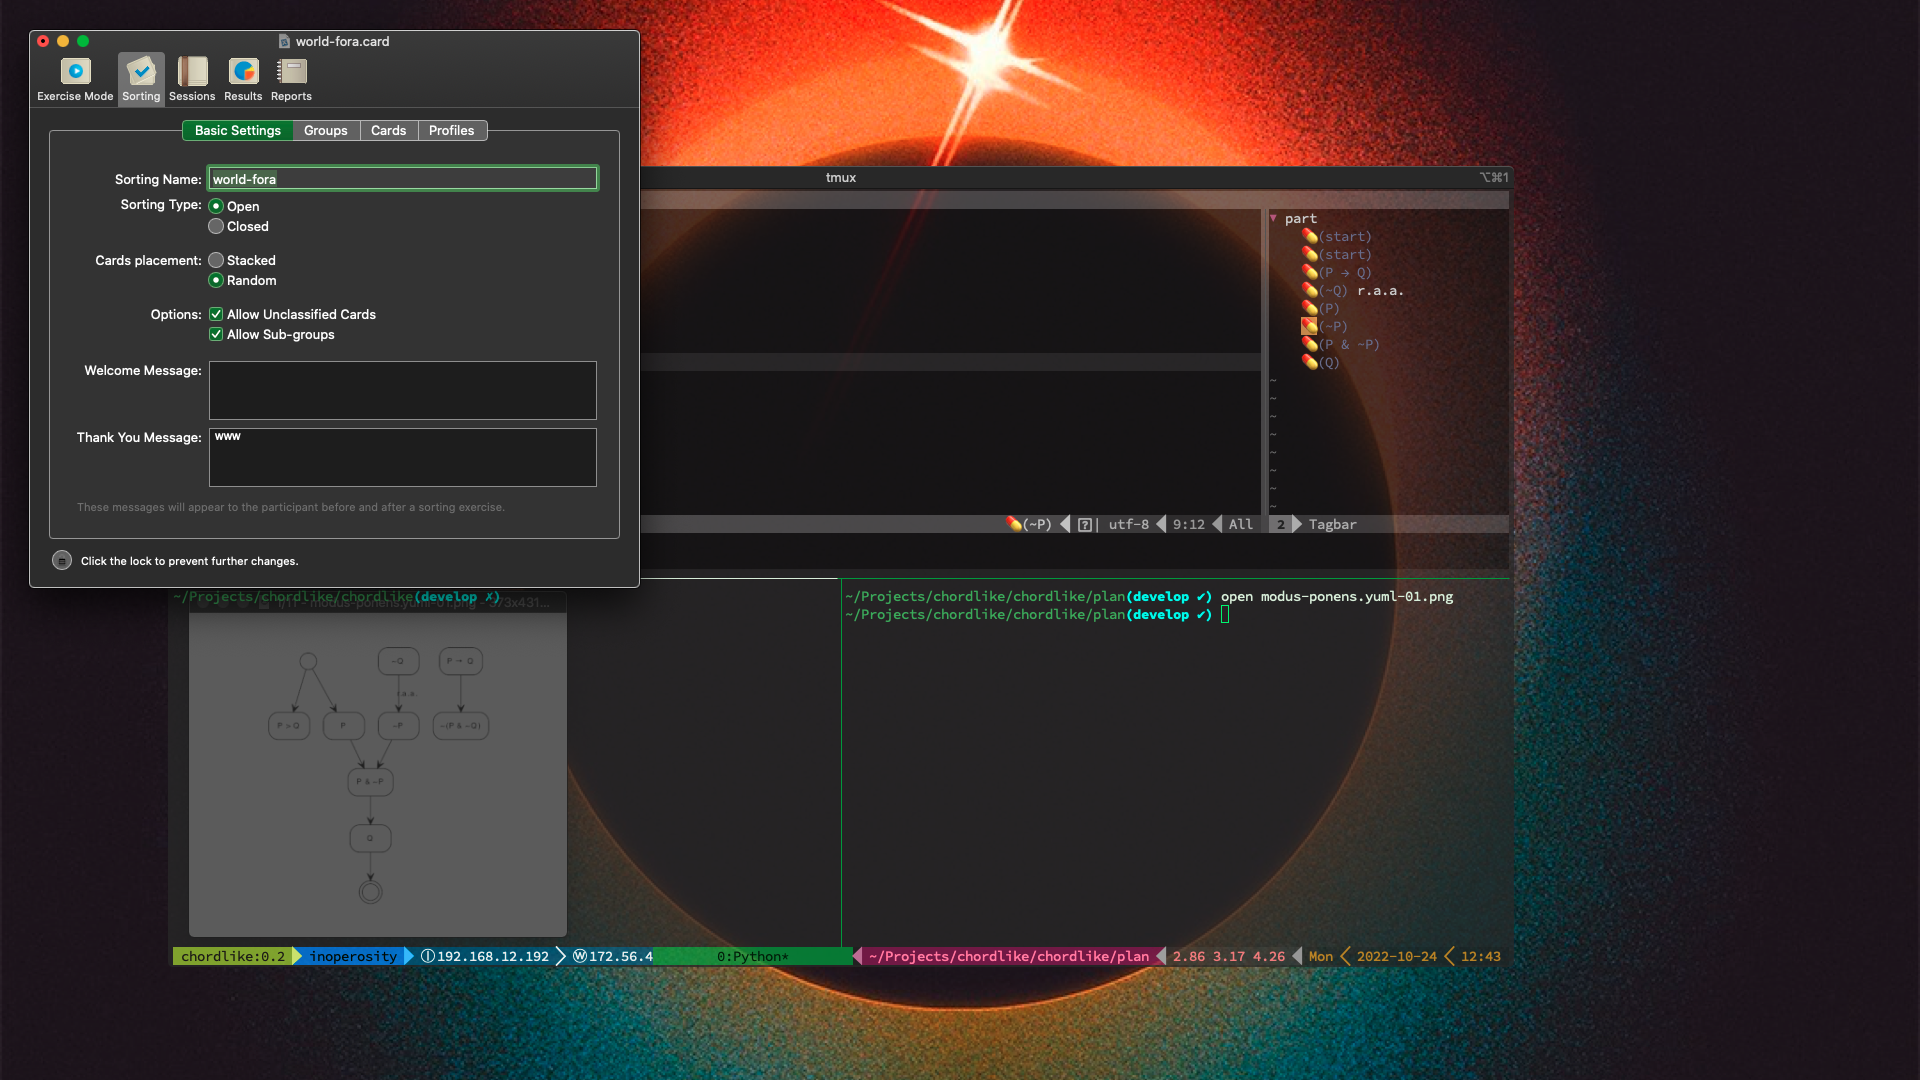 world-fora.card
Exercise Mode
Sorting
Sessions
Results
Reports
Basic Settings
Groups
Cards
Profiles
Sorting Name:
world-fora
Sorting Type:
Open
Closed
Cards placement:
Stacked
Random
Options:
Allow Unclassified Cards
Allow Sub-groups
Welcome Message:
Thank You Message:
www
These messages will appear to the participant before and after a sorting exercise.
Click the lock to prevent further changes.
tmux
⌥⌘1
▼ part
(start)
(start)
(P → Q)
(~Q) r.a.a.
(P)
(~P)
(P & ~P)
(Q)
~
~
~
~
~
~
~
~
(~P)
[?]| utf-8
9:12
All
2
Tagbar
~/Projects/chordlike/chordlike(develop ✗)
~/Projects/chordlike/chordlike/plan(develop ✔) open modus-ponens.yuml-01.png
~/Projects/chordlike/chordlike/plan(develop ✔)
~Q
P → Q
r.a.a.
P > Q
P
~P
~(P & ~Q)
P & ~P
Q
chordlike:0.2
inoperosity
Ⓘ192.168.12.192
Ⓦ172.56.4
0:Python*
~/Projects/chordlike/chordlike/plan
2.86 3.17 4.26
Mon
2022-10-24
12:43